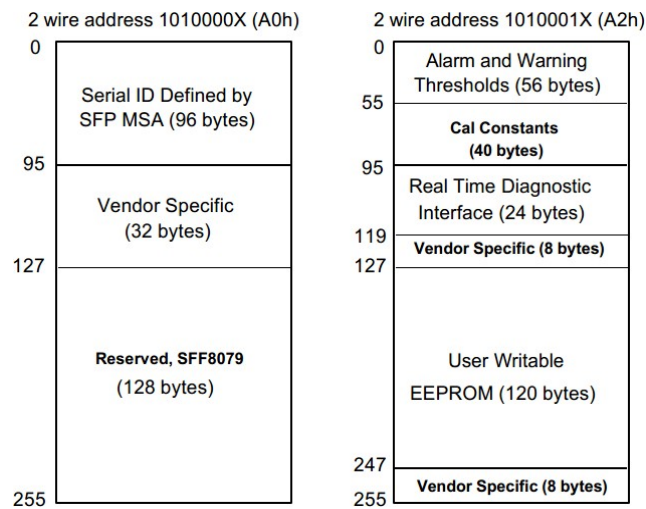 2 wire address 1010000X (A0h)
0
Serial ID Defined by
SFP MSA (96 bytes)
95
Vendor Specific
(32 bytes)
127
Reserved, SFF8079
(128 bytes)
255
2 wire address 1010001X (A2h)
0
Alarm and Warning
Thresholds (56 bytes)
55
Cal Constants
(40 bytes)
95
Real Time Diagnostic
Interface (24 bytes)
119
Vendor Specific (8 bytes)
127
User Writable
EEPROM (120 bytes)
247
Vendor Specific (8 bytes)
255